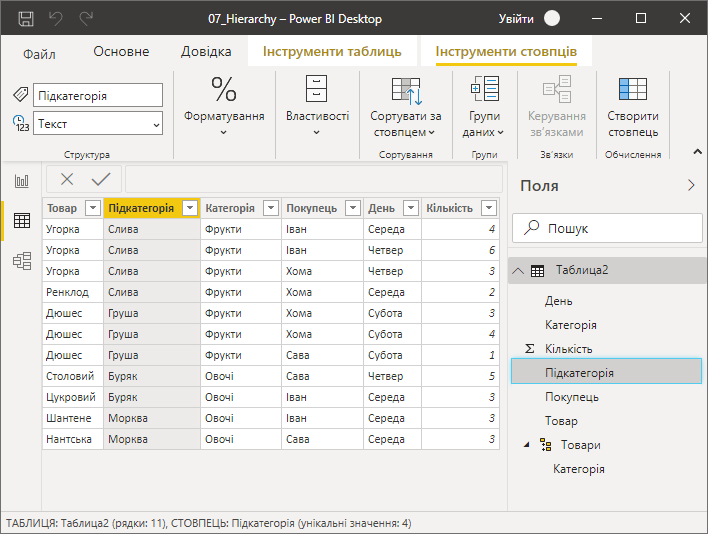 07_Hierarchy – Power BI Desktop
Увійти
Файл
Основне
Довідка
Інструменти таблиць
Інструменти стовпців
Підкатегорія
123
Текст
Структура
%
Форматування
Властивості
Сортувати за
стовпцем
Сортування
Групи
даних
Групи
Керування
зв’язками
Зв’язки
Створити
стовпець
Обчислення
Товар Підкатегорія Категорія Покупець День Кількість
Угорка Слива Фрукти Іван Середа 4
Угорка Слива Фрукти Іван Четвер 6
Угорка Слива Фрукти Хома Четвер 3
Ренклод Слива Фрукти Хома Середа 2
Дюшес Груша Фрукти Хома Субота 3
Дюшес Груша Фрукти Хома Субота 4
Дюшес Груша Фрукти Сава Субота 1
Столовий Буряк Овочі Сава Четвер 5
Цукровий Буряк Овочі Іван Середа 3
Шантене Морква Овочі Іван Середа 3
Нантська Морква Овочі Сава Середа 3
Поля
Пошук
Таблиця2
День
Категорія
Σ Кількість
Підкатегорія
Покупець
Товар
Товари
Категорія
ТАБЛИЦЯ: Таблица2 (рядки: 11), СТОВПЕЦЬ: Підкатегорія (унікальні значення: 4)